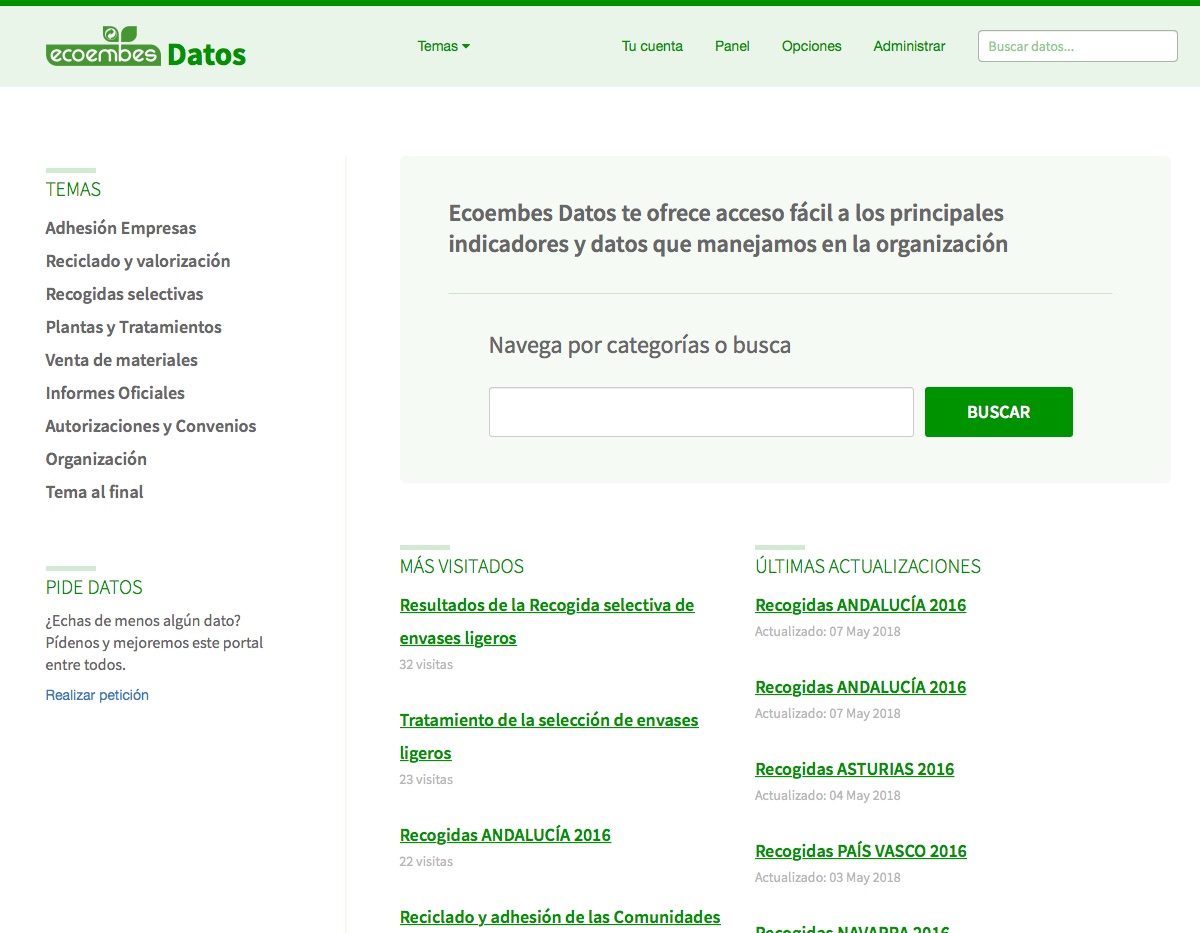 ecoembes Datos
Temas
Tu cuenta
Panel
Opciones
Administrar
Buscar datos...
TEMAS
Adhesión Empresas
Reciclado y valorización
Recogidas selectivas
Plantas y Tratamientos
Venta de materiales
Informes Oficiales
Autorizaciones y Convenios
Organización
Tema al final
PIDE DATOS
¿Echas de menos algún dato?
Pídenos y mejoremos este portal
entre todos.
Realizar petición
Ecoembes Datos te ofrece acceso fácil a los principales
indicadores y datos que manejamos en la organización
Navega por categorías o busca
BUSCAR
MÁS VISITADOS
Resultados de la Recogida selectiva de
envases ligeros
32 visitas
Tratamiento de la selección de envases
ligeros
23 visitas
Recogidas ANDALUCÍA 2016
22 visitas
Reciclado y adhesión de las Comunidades
ÚLTIMAS ACTUALIZACIONES
Recogidas ANDALUCÍA 2016
Actualizado: 07 May 2018
Recogidas ANDALUCÍA 2016
Actualizado: 07 May 2018
Recogidas ASTURIAS 2016
Actualizado: 04 May 2018
Recogidas PAÍS VASCO 2016
Actualizado: 03 May 2018
Recogidas NAVARRA 2016